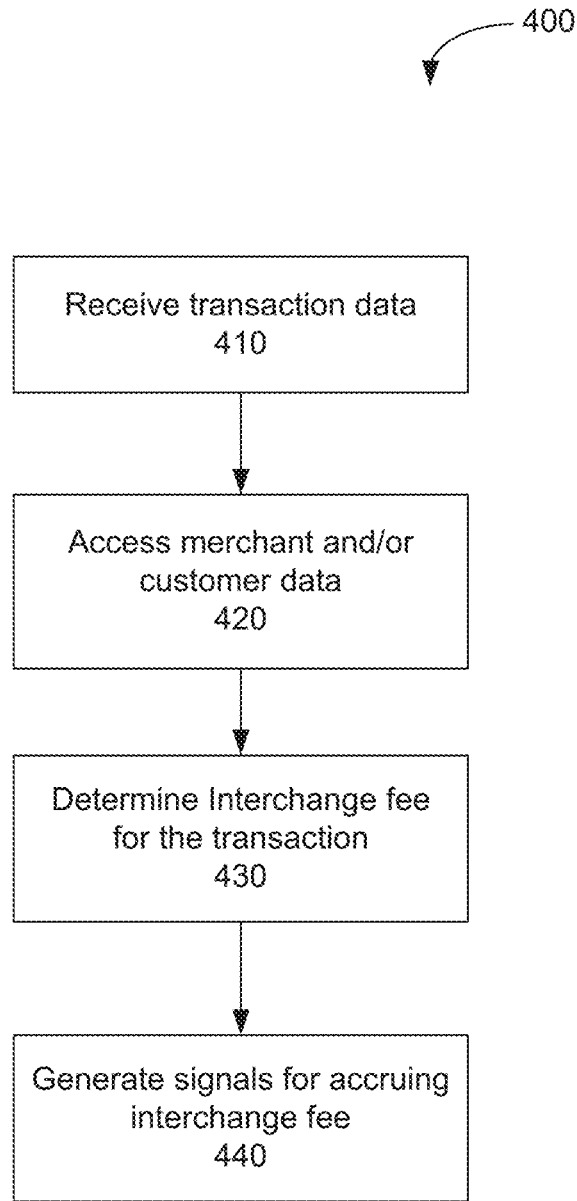 400
Receive transaction data
410
Access merchant and/or
customer data
420
Determine Interchange fee
for the transaction
430
Generate signals for accruing
interchange fee
440